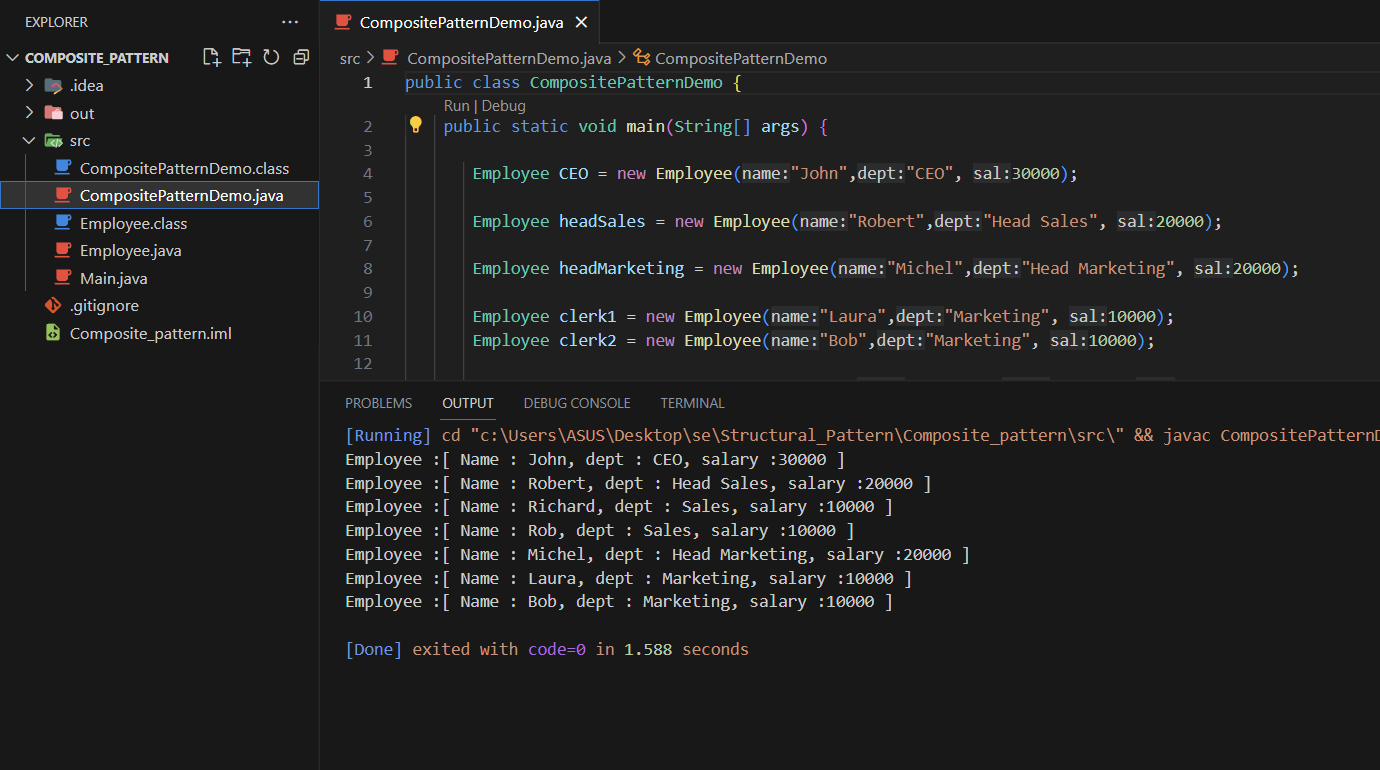 EXPLORER ...
COMPOSITE_PATTERN
.idea
out
src
CompositePatternDemo.class
CompositePatternDemo.java
Employee.class
Employee.java
Main.java
.gitignore
Composite_pattern.iml
CompositePatternDemo.java
src > CompositePatternDemo.java > CompositePatternDemo
1 public class CompositePatternDemo {
Run | Debug
2 public static void main(String[] args) {
3
4 Employee CEO = new Employee(name:"John",dept:"CEO", sal:30000);
5
6 Employee headSales = new Employee(name:"Robert",dept:"Head Sales", sal:20000);
7
8 Employee headMarketing = new Employee(name:"Michel",dept:"Head Marketing", sal:20000);
9
10 Employee clerk1 = new Employee(name:"Laura",dept:"Marketing", sal:10000);
11 Employee clerk2 = new Employee(name:"Bob",dept:"Marketing", sal:10000);
12
PROBLEMS OUTPUT DEBUG CONSOLE TERMINAL
[Running] cd "c:\Users\ASUS\Desktop\se\Structural_Pattern\Composite_pattern\src\" && javac CompositePatternD
Employee :[ Name : John, dept : CEO, salary :30000 ]
Employee :[ Name : Robert, dept : Head Sales, salary :20000 ]
Employee :[ Name : Richard, dept : Sales, salary :10000 ]
Employee :[ Name : Rob, dept : Sales, salary :10000 ]
Employee :[ Name : Michel, dept : Head Marketing, salary :20000 ]
Employee :[ Name : Laura, dept : Marketing, salary :10000 ]
Employee :[ Name : Bob, dept : Marketing, salary :10000 ]
[Done] exited with code=0 in 1.588 seconds